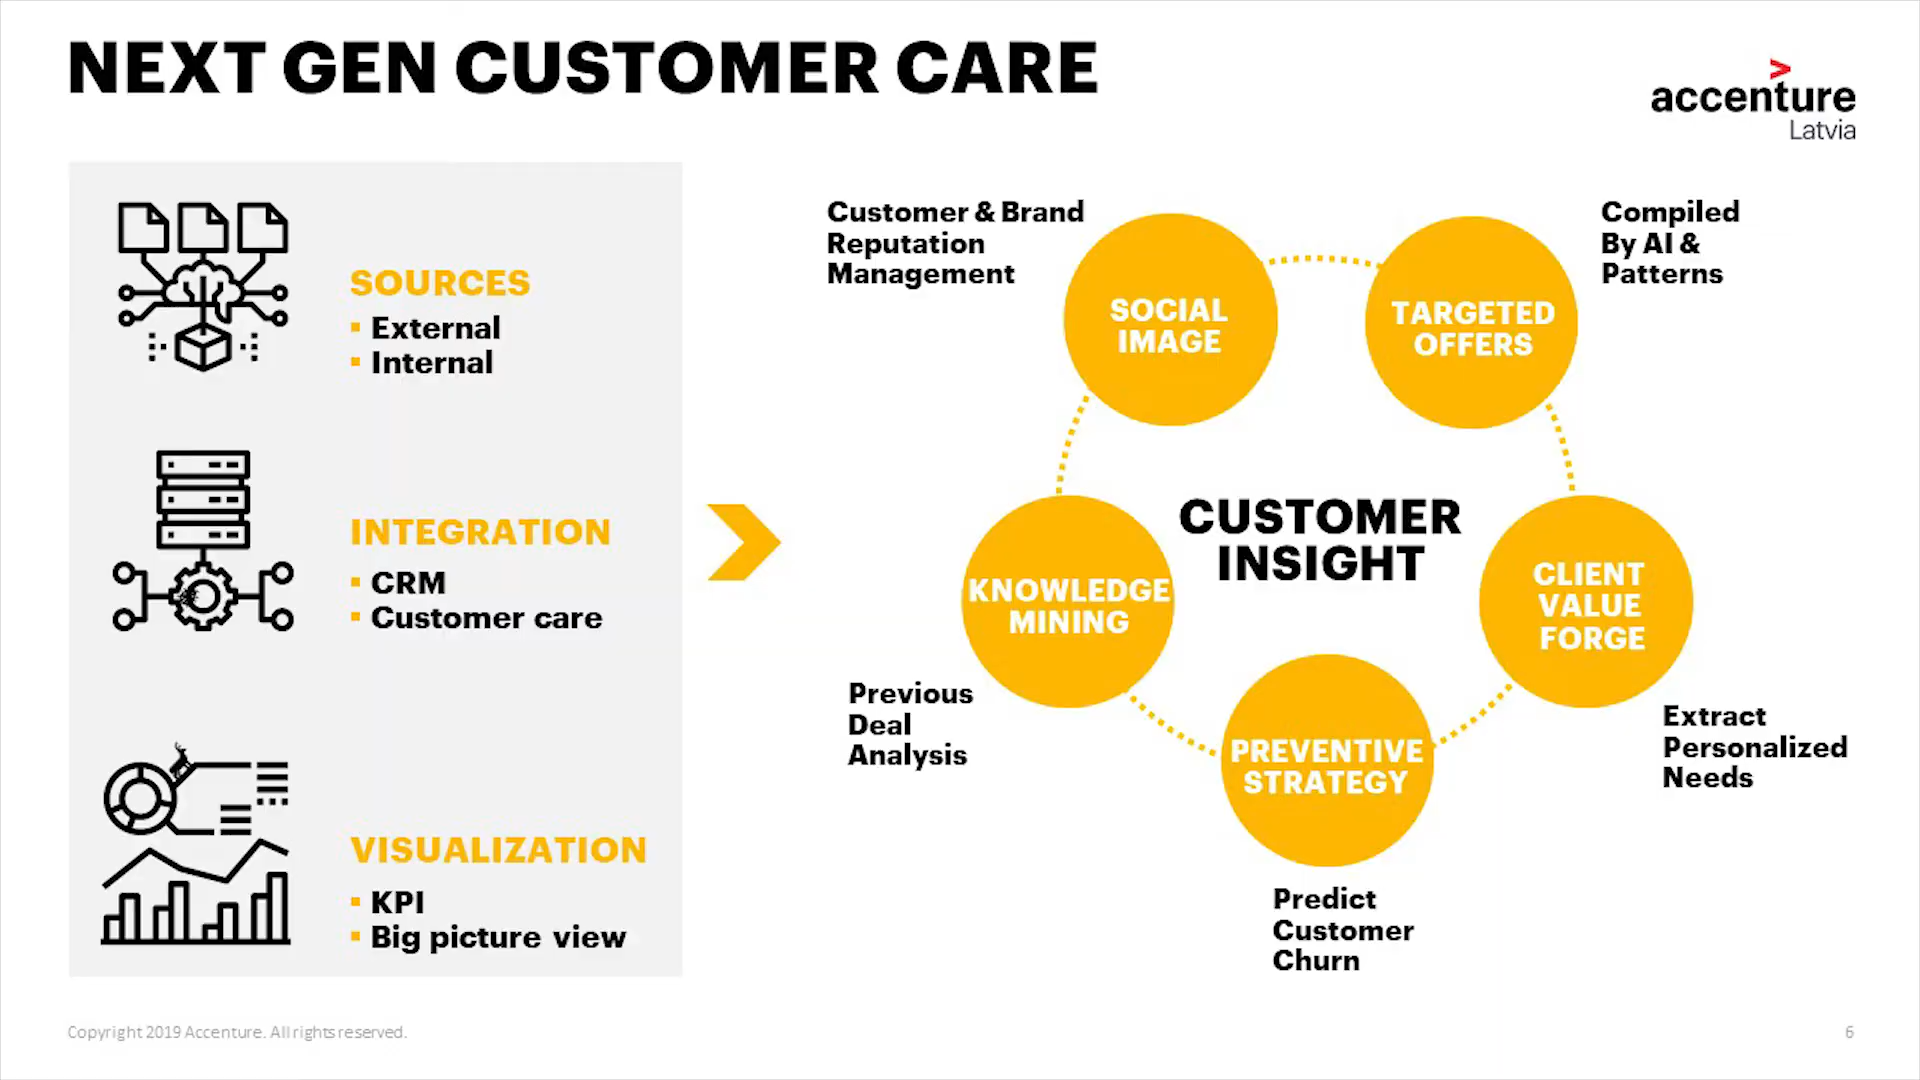 NEXT GEN CUSTOMER CARE
accenture
Latvia
SOURCES
▪ External
▪ Internal
INTEGRATION
▪ CRM
▪ Customer care
VISUALIZATION
▪ KPI
▪ Big picture view
Customer & Brand
Reputation
Management
SOCIAL
IMAGE
TARGETED
OFFERS
Compiled
By AI &
Patterns
CUSTOMER
INSIGHT
KNOWLEDGE
MINING
Previous
Deal
Analysis
CLIENT
VALUE
FORGE
Extract
Personalized
Needs
PREVENTIVE
STRATEGY
Predict
Customer
Churn
Copyright 2019 Accenture. All rights reserved.
6